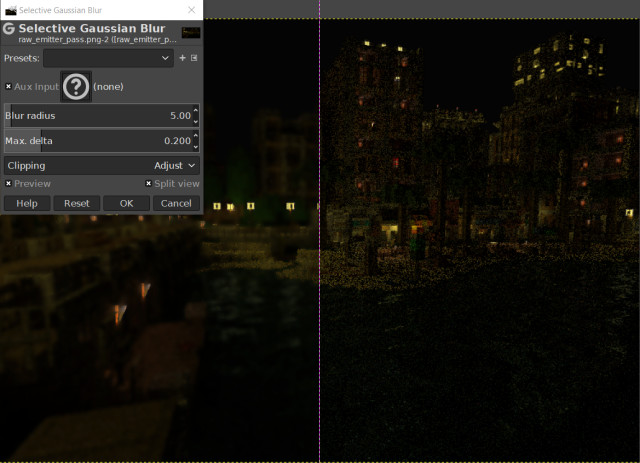 Selective Gaussian Blur
Selective Gaussian Blur
raw_emitter_pass.png-2 ([raw_emitter_p...
Presets:
Aux Input (none)
Blur radius 5.00
Max. delta 0.200
Clipping Adjust
Preview Split view
Help Reset OK Cancel